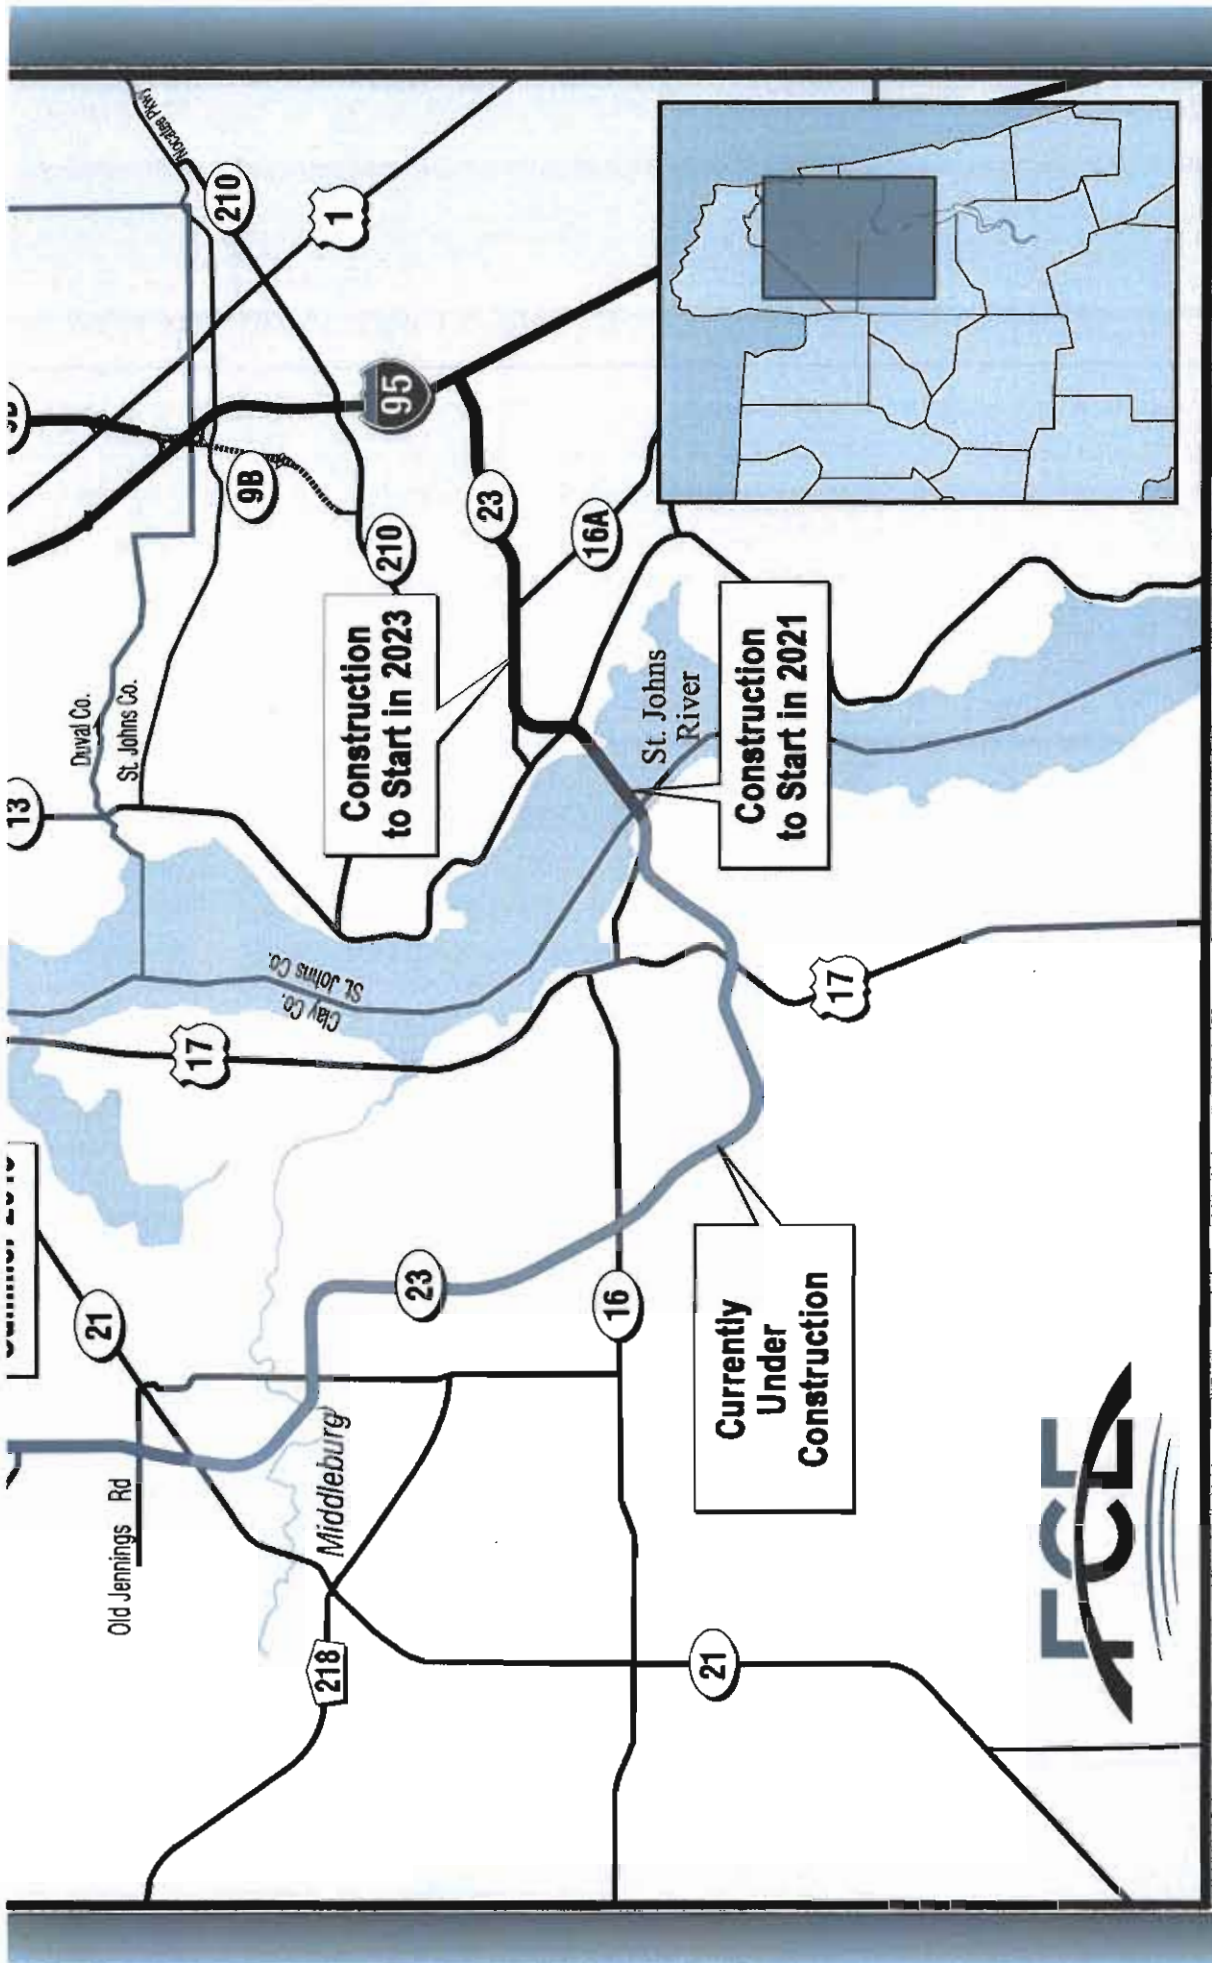 13
Duval Co.
St. Johns Co.
21
Old Jennings Rd
Nocatee Pkwy
17
210
9B
St. Johns Co.
Clay Co.
1
218
Middleburg
Construction
to Start in 2023
95
210
23
23
16A
16
St. Johns
River
Construction
to Start in 2021
21
Currently
Under
Construction
17
FCE